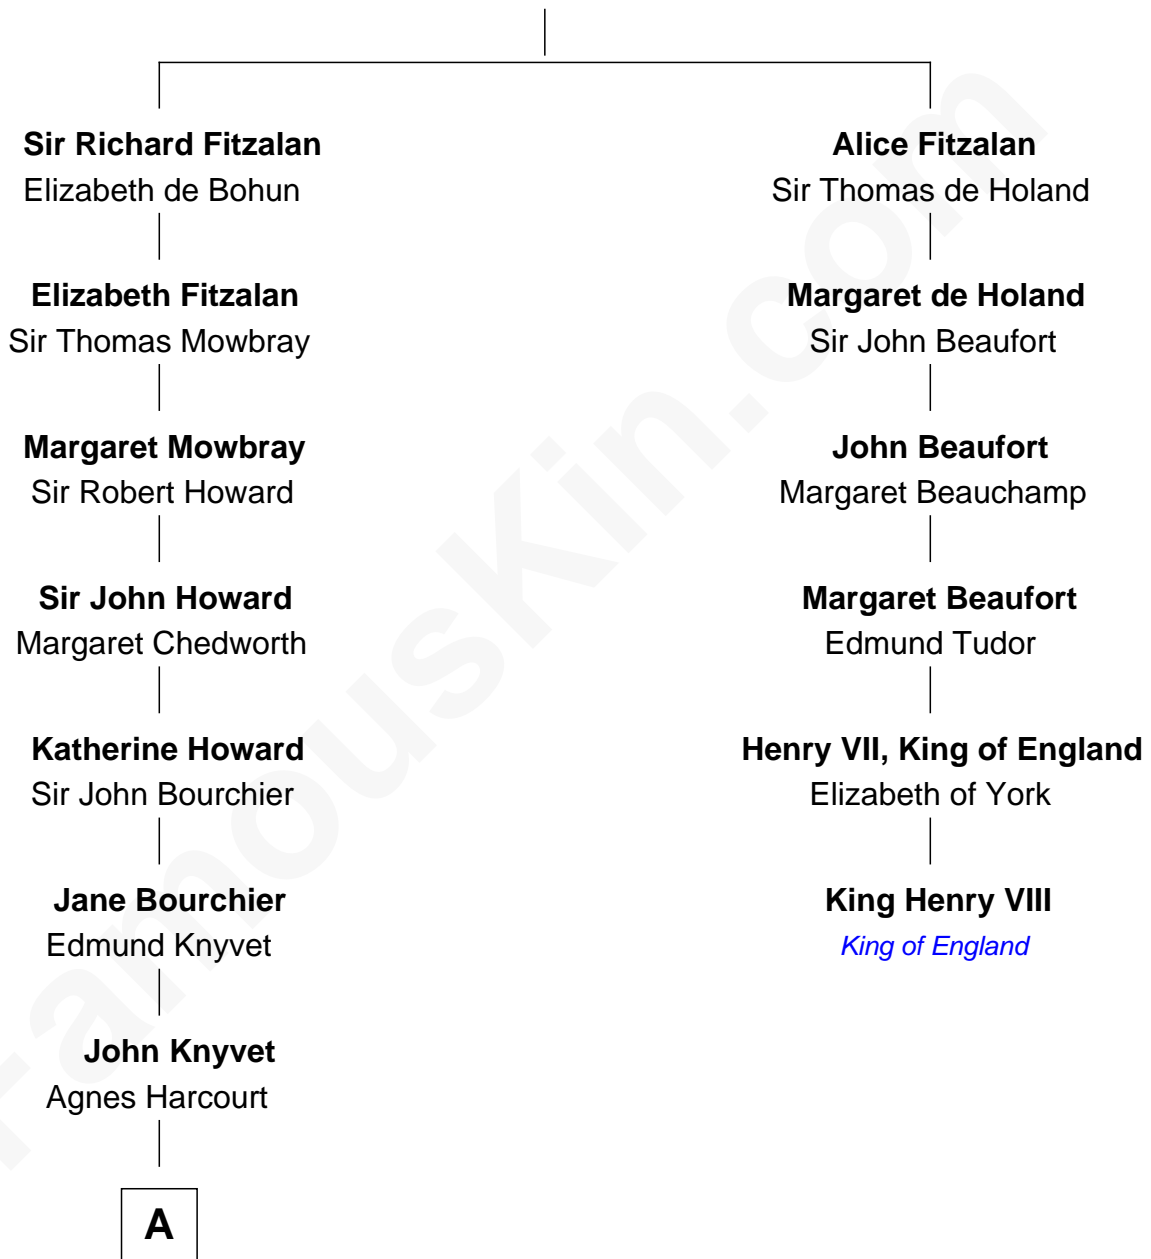 Sir Richard Fitzalan
Elizabeth de Bohun
Elizabeth Fitzalan
Sir Thomas Mowbray
Margaret Mowbray
Sir Robert Howard
Sir John Howard
Margaret Chedworth
Katherine Howard
Sir John Bourchier
Jane Bourchier
Edmund Knyvet
John Knyvet
Agnes Harcourt
A
Alice Fitzalan
Sir Thomas de Holand
Margaret de Holand
Sir John Beaufort
John Beaufort
Margaret Beauchamp
Margaret Beaufort
Edmund Tudor
Henry VII, King of England
Elizabeth of York
King Henry VIII
King of England
FamousKin.com